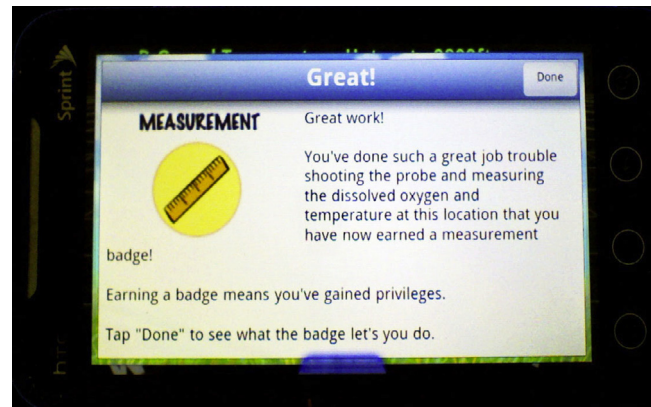 Sprint
Great!
Done
MEASUREMENT
Great work!
You've done such a great job trouble
shooting the probe and measuring
the dissolved oxygen and
temperature at this location that you
have now earned a measurement
badge!
Earning a badge means you've gained privileges.
Tap "Done" to see what the badge let's you do.
hTC